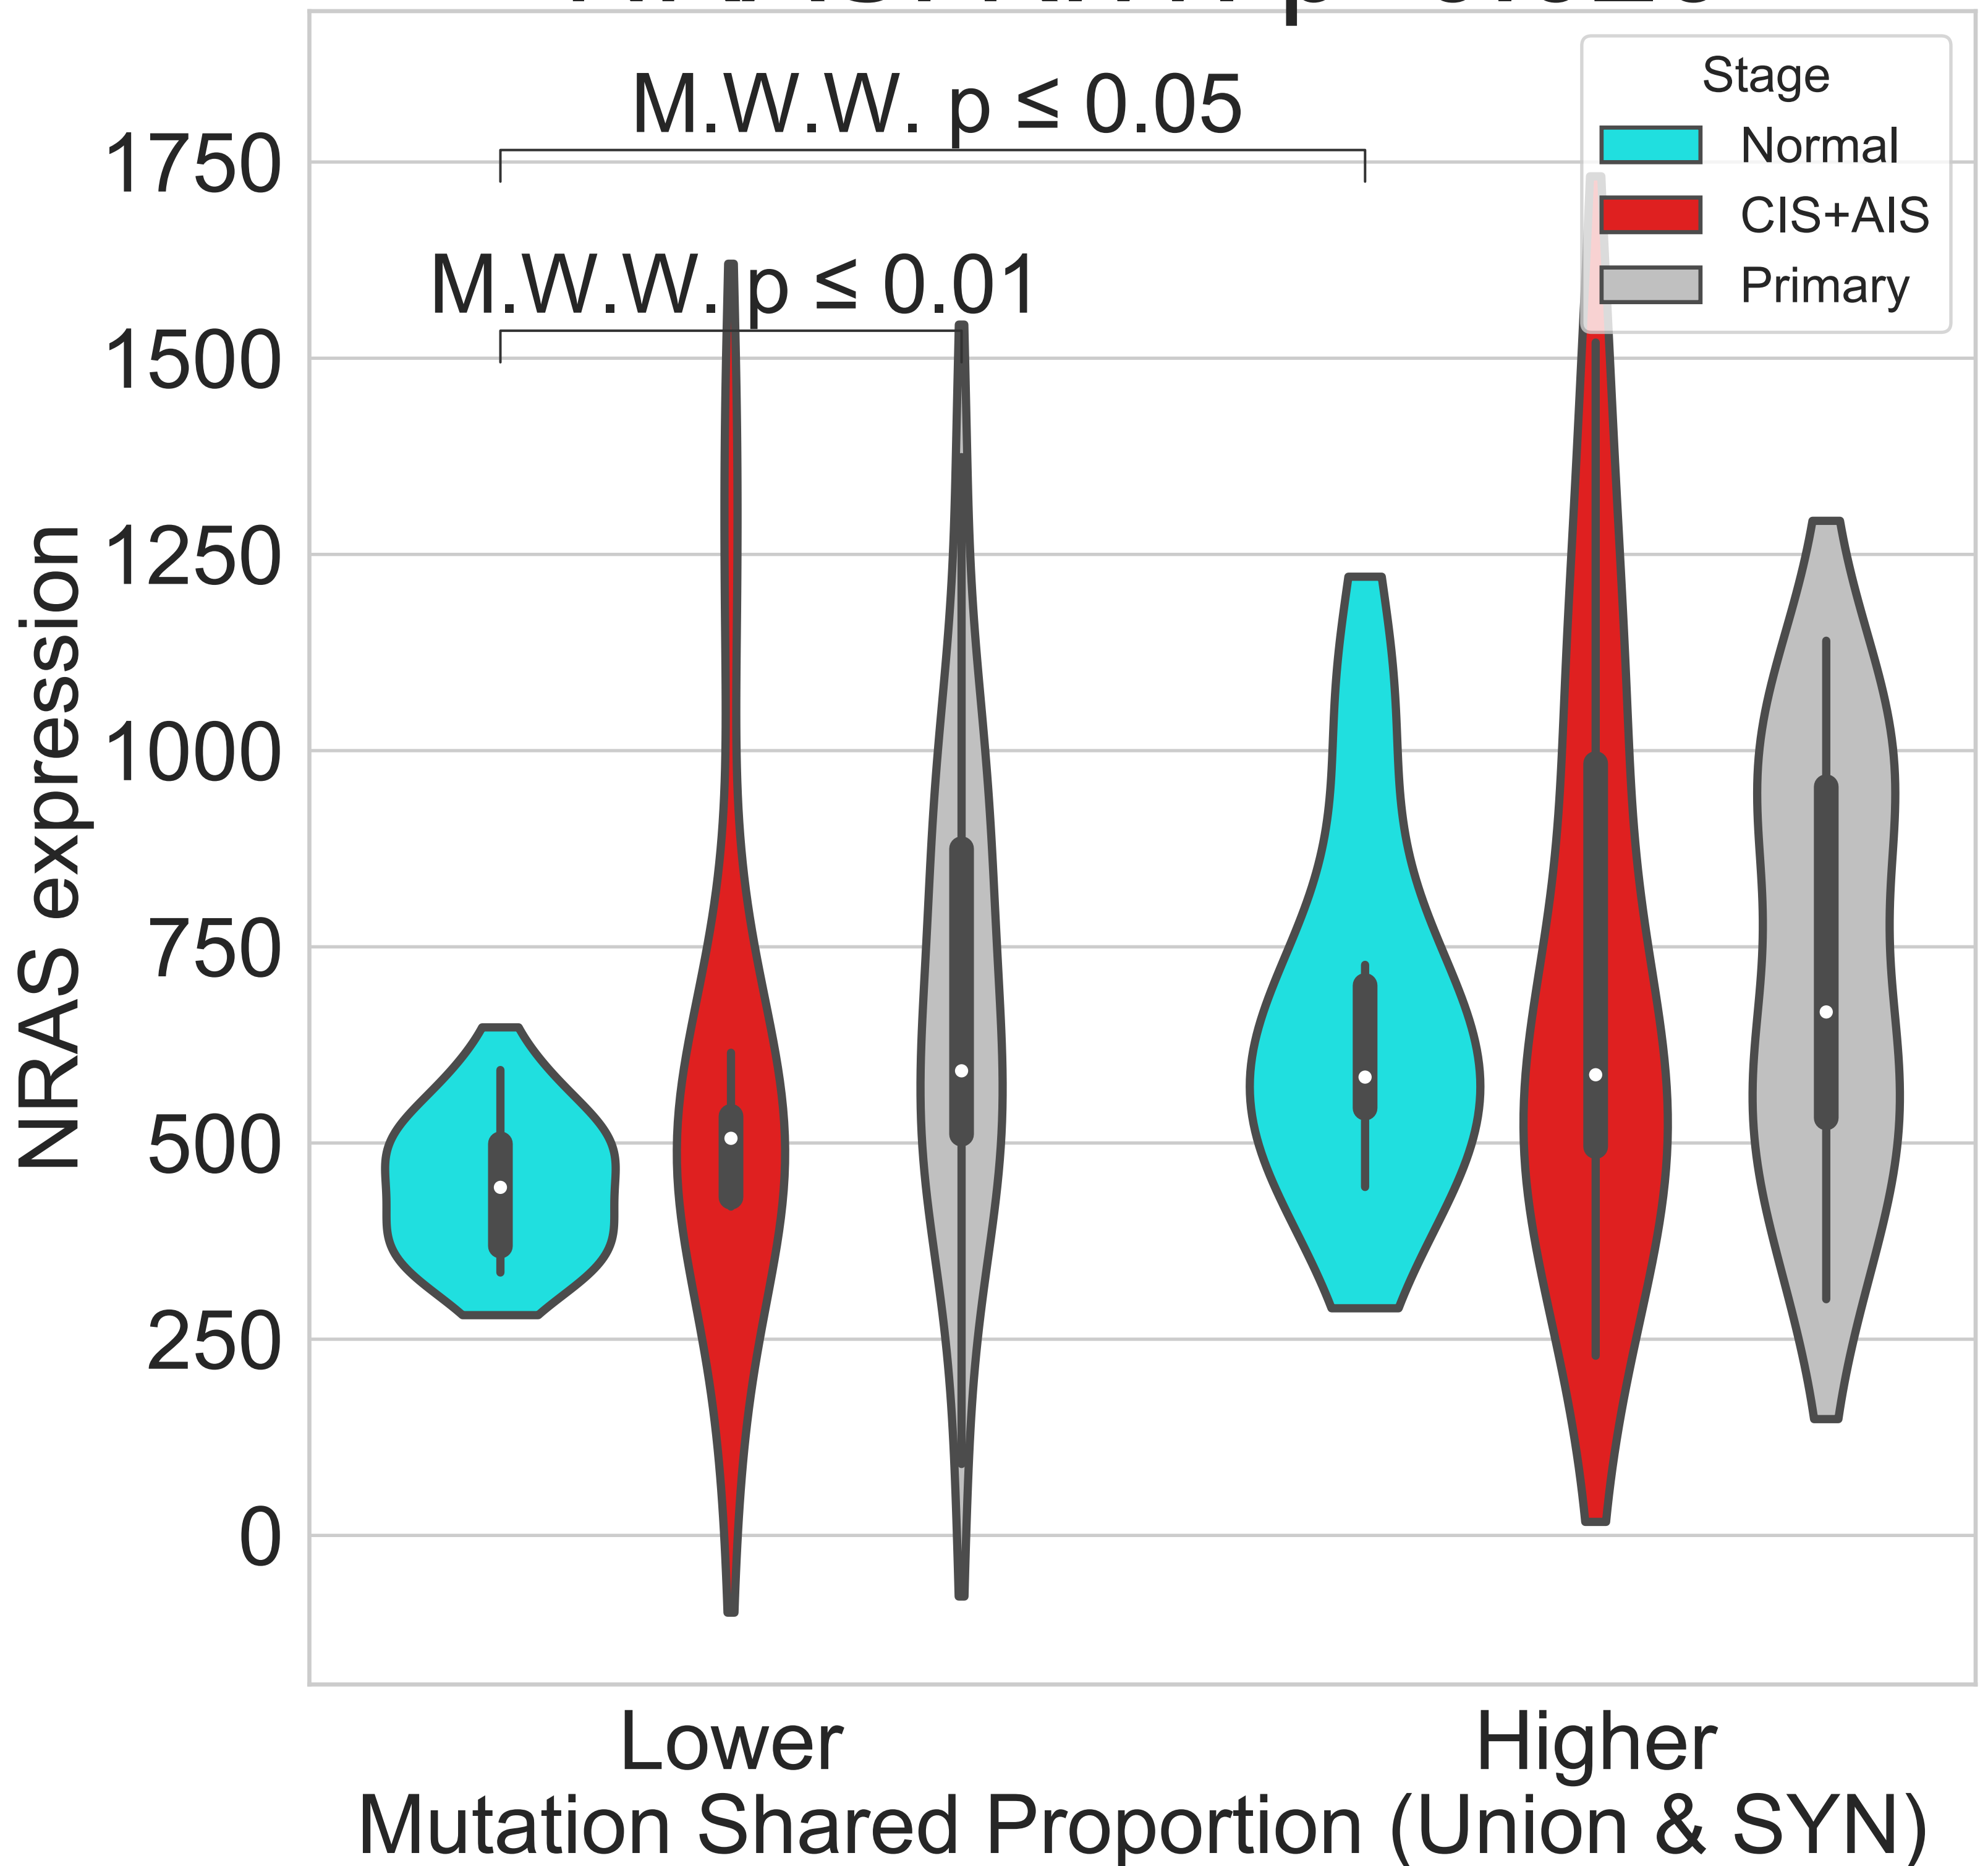 M.W.W. p ≤ 0.05
M.W.W. p ≤ 0.01
Stage
Normal
CIS+AIS
Primary
1750
1500
1250
1000
750
500
250
0
NRAS expression
Lower
Higher
Mutation Shared Proportion (Union & SYN)